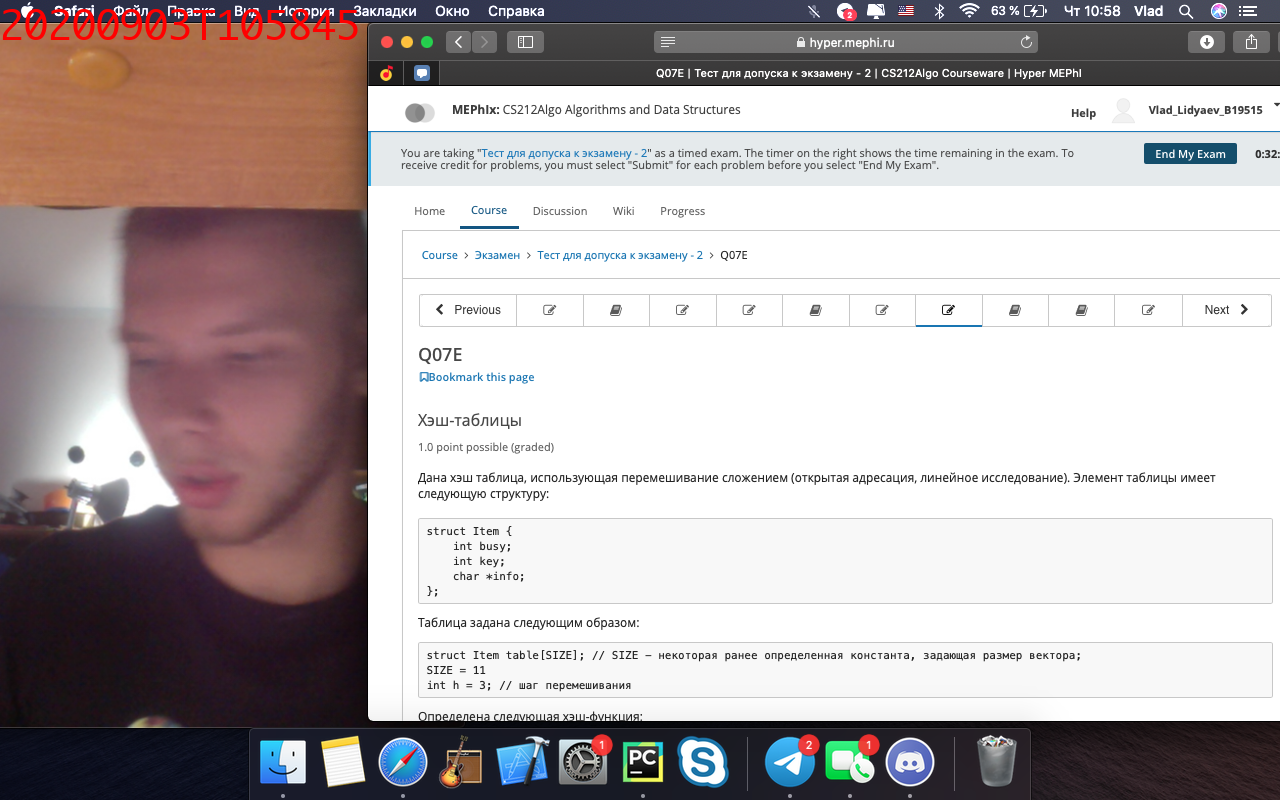 20200903T105845
Safari Файл Правка Вид История Закладки Окно Справка
2
63 % Чт 10:58 Vlad
hyper.mephi.ru
Q07E | Тест для допуска к экзамену - 2 | CS212Algo Courseware | Hyper MEPhI
MEPhIx: CS212Algo Algorithms and Data Structures
Help Vlad_Lidyaev_B19515
You are taking "Тест для допуска к экзамену - 2" as a timed exam. The timer on the right shows the time remaining in the exam. To
receive credit for problems, you must select "Submit" for each problem before you select "End My Exam".
End My Exam 0:32:
Home Course Discussion Wiki Progress
Course > Экзамен > Тест для допуска к экзамену - 2 > Q07E
Previous Next
Q07E
Bookmark this page
Хэш-таблицы
1.0 point possible (graded)
Дана хэш таблица, использующая перемешивание сложением (открытая адресация, линейное исследование). Элемент таблицы имеет
следующую структуру:
struct Item {
int busy;
int key;
char *info;
};
Таблица задана следующим образом:
struct Item table[SIZE]; // SIZE – некоторая ранее определенная константа, задающая размер вектора;
SIZE = 11
int h = 3; // шаг перемешивания
Определена следующая хэш-функция:
1
PC
2
1